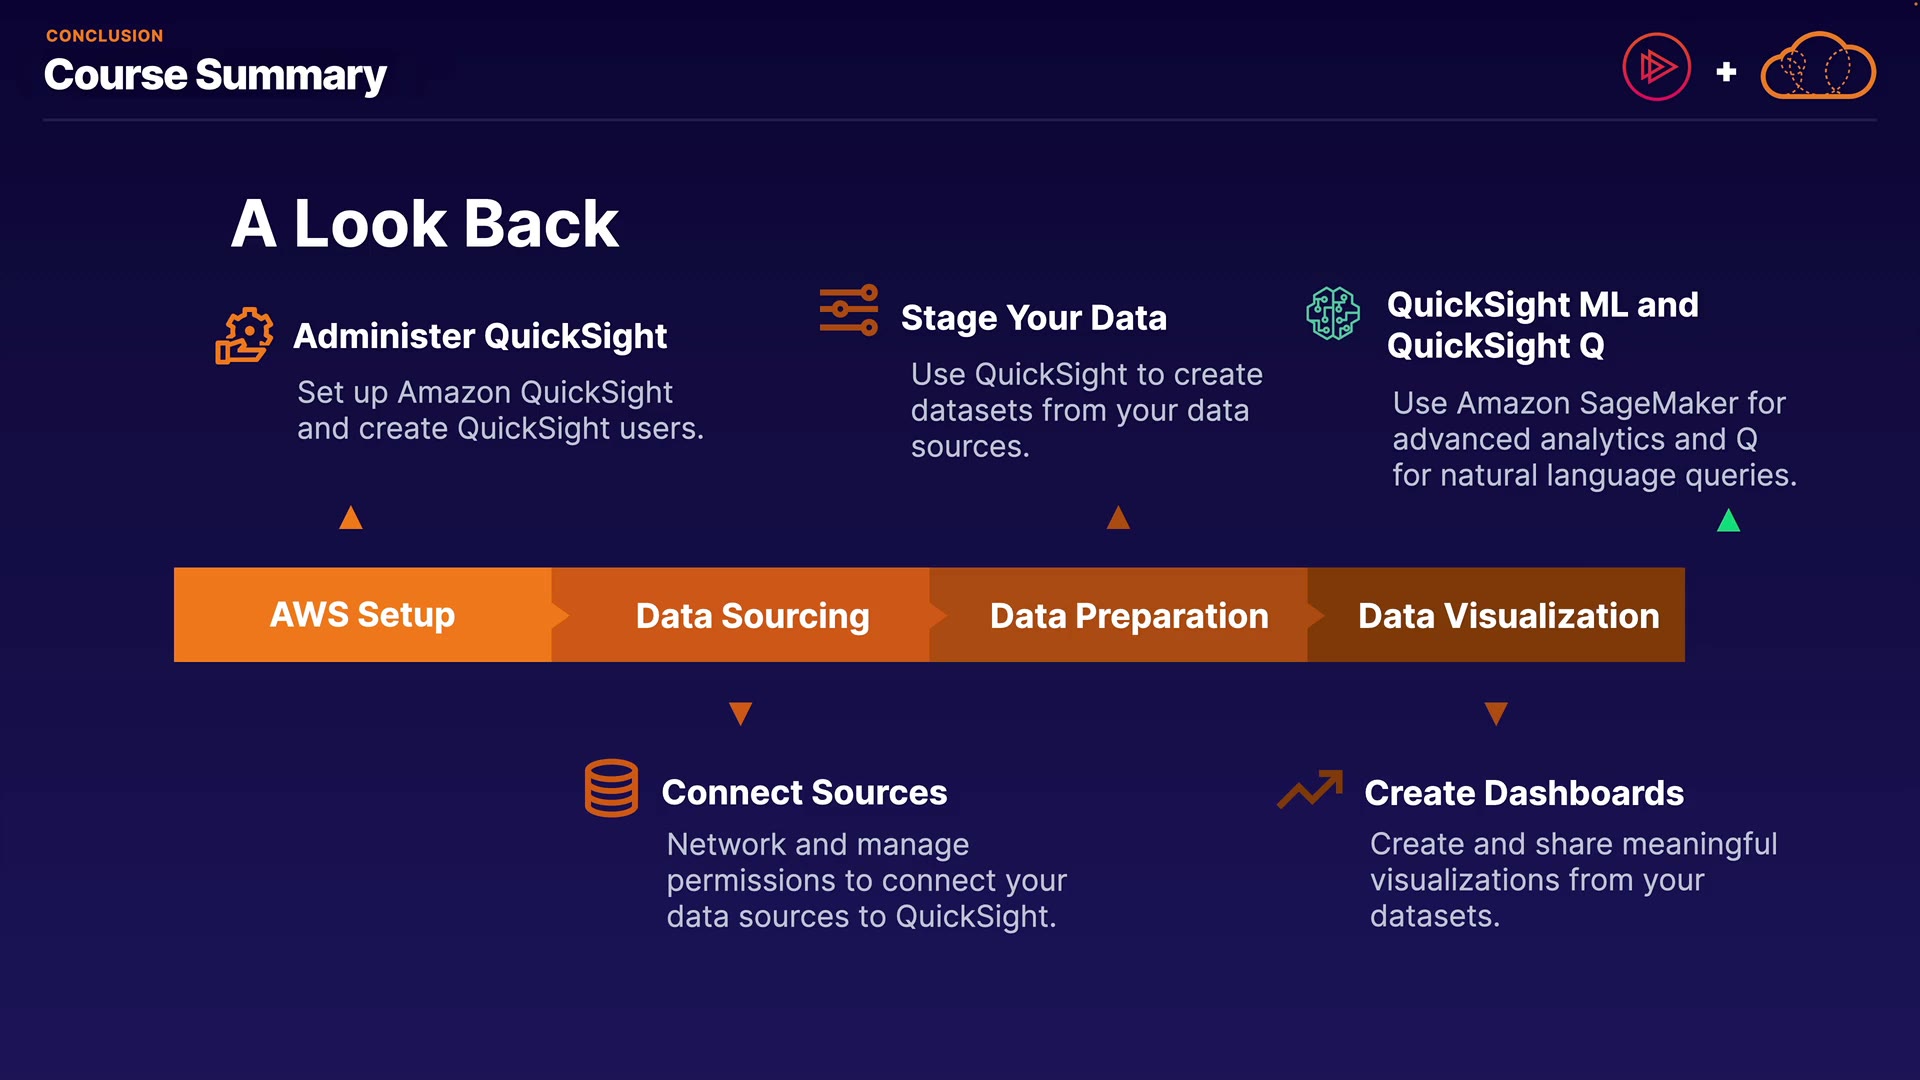 CONCLUSION
Course Summary
A Look Back
Administer QuickSight
Set up Amazon QuickSight
and create QuickSight users.
Stage Your Data
Use QuickSight to create
datasets from your data
sources.
QuickSight ML and
QuickSight Q
Use Amazon SageMaker for
advanced analytics and Q
for natural language queries.
AWS Setup
Data Sourcing
Data Preparation
Data Visualization
Connect Sources
Network and manage
permissions to connect your
data sources to QuickSight.
Create Dashboards
Create and share meaningful
visualizations from your
datasets.